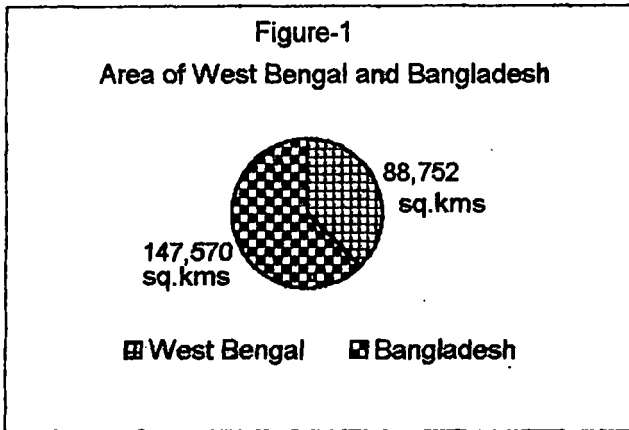 Figure-1
Area of West Bengal and Bangladesh
88,752
sq.kms
147,570
sq.kms
West Bengal Bangladesh